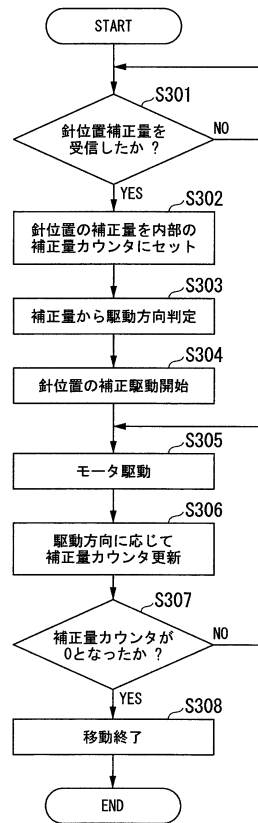 START
S301
針位置補正量を
受信したか ?
NO
YES
S302
針位置の補正量を内部の
補正量カウンタにセット
S303
補正量から駆動方向判定
S304
針位置の補正駆動開始
S305
モータ駆動
S306
駆動方向に応じて
補正量カウンタ更新
S307
補正量カウンタが
0となったか ?
NO
YES
S308
移動終了
END